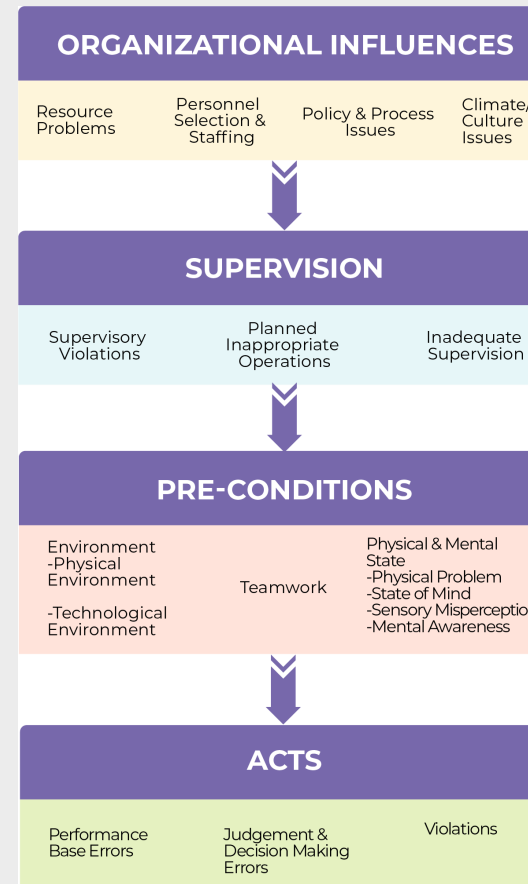 ORGANIZATIONAL INFLUENCES
Resource
Problems
Personnel
Selection &
Staffing
Policy & Process
Issues
Climate/
Culture
Issues
SUPERVISION
Supervisory
Violations
Planned
Inappropriate
Operations
Inadequate
Supervision
PRE-CONDITIONS
Environment
-Physical
Environment
-Technological
Environment
Teamwork
Physical & Mental
State
-Physical Problem
-State of Mind
-Sensory Misperceptio
-Mental Awareness
ACTS
Performance
Base Errors
Judgement &
Decision Making
Errors
Violations